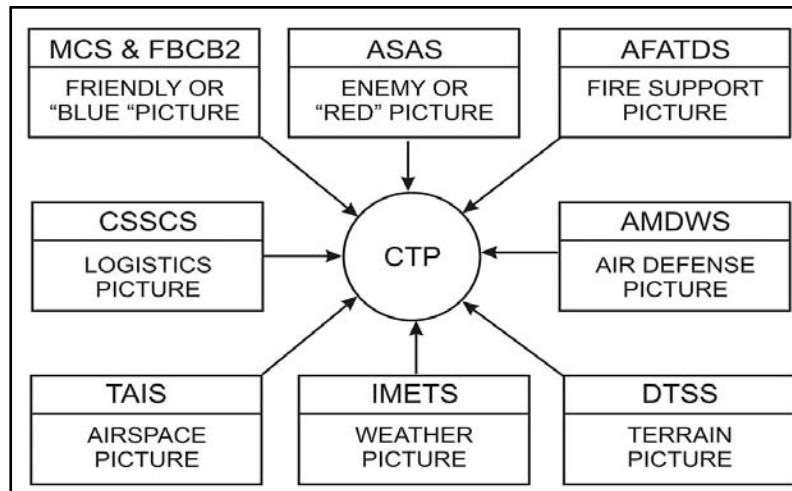 MCS & FBCB2
FRIENDLY OR
“BLUE “PICTURE
ASAS
ENEMY OR
“RED” PICTURE
AFATDS
FIRE SUPPORT
PICTURE
CSSCS
LOGISTICS
PICTURE
CTP
AMDWS
AIR DEFENSE
PICTURE
TAIS
AIRSPACE
PICTURE
IMETS
WEATHER
PICTURE
DTSS
TERRAIN
PICTURE